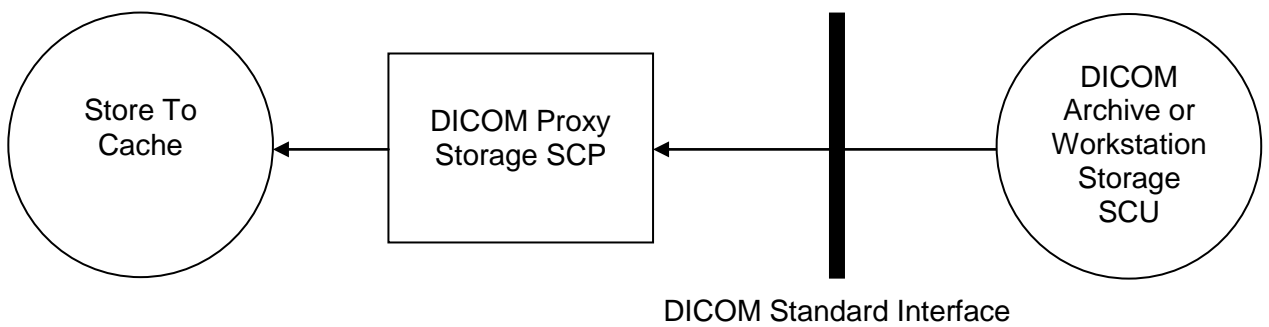 Store To
Cache
DICOM Proxy
Storage SCP
DICOM
Archive or
Workstation
Storage
SCU
DICOM Standard Interface